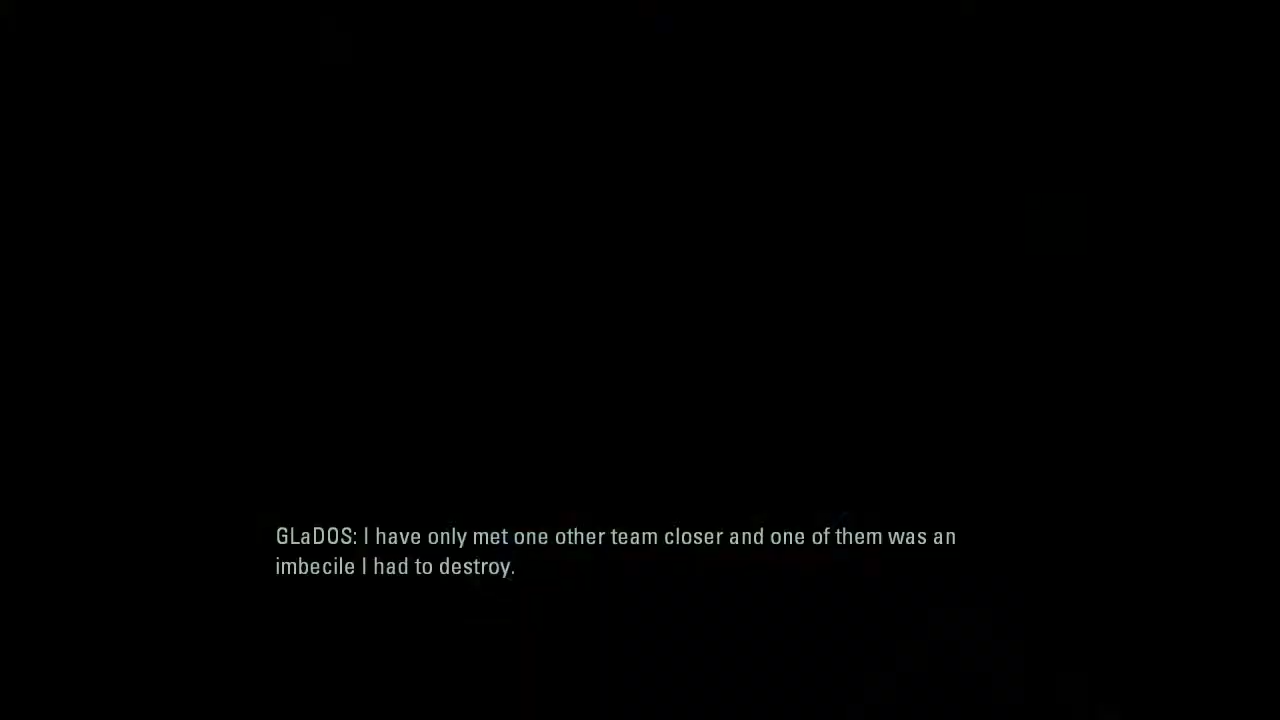 GLaDOS: I have only met one other team closer and one of them was an
imbecile I had to destroy.